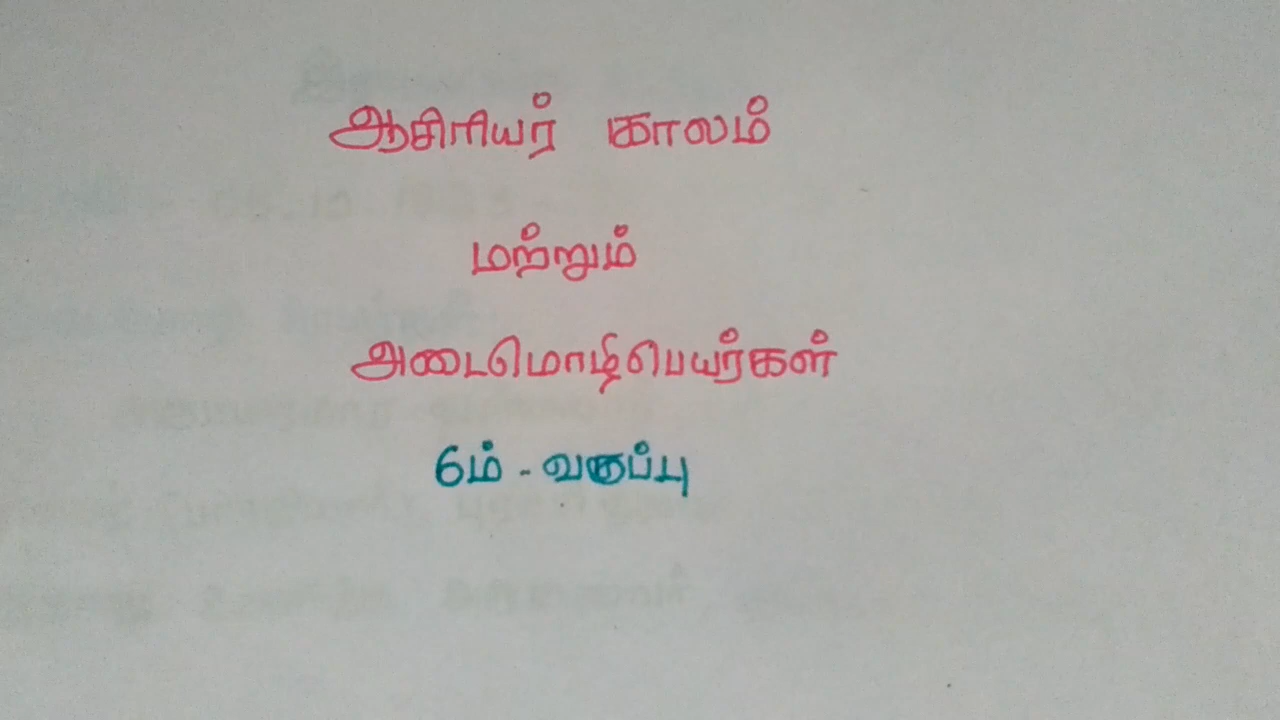 ஆசிரியர் காலம்
மற்றும்
அடைமொழிபெயர்கள்
6ம் - வகுப்பு